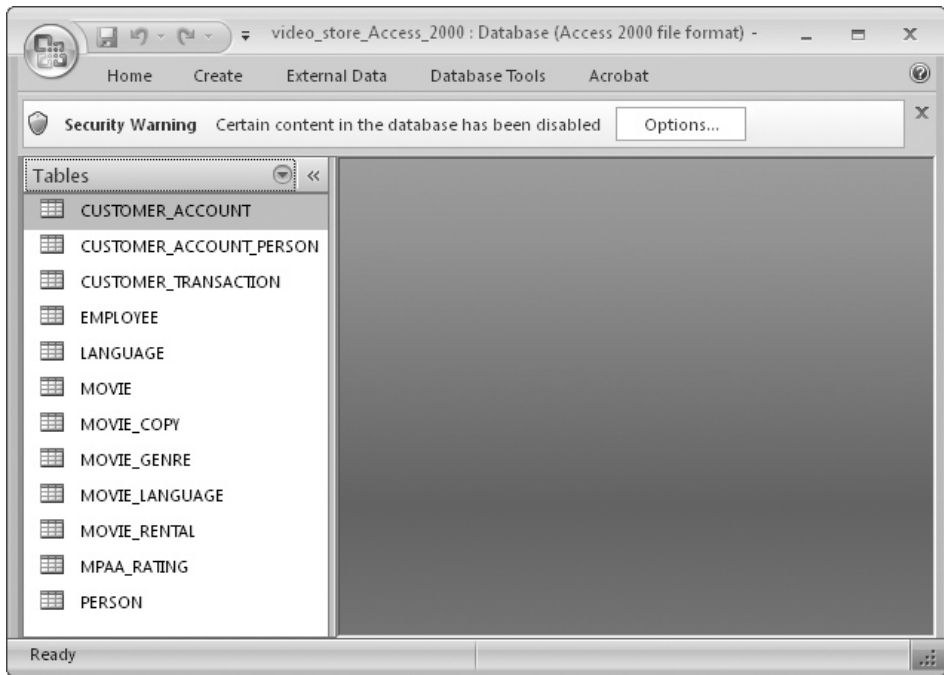 video_store_Access_2000 : Database (Access 2000 file format) -
Home Create External Data Database Tools Acrobat
Security Warning Certain content in the database has been disabled Options...
Tables
CUSTOMER_ACCOUNT
CUSTOMER_ACCOUNT_PERSON
CUSTOMER_TRANSACTION
EMPLOYEE
LANGUAGE
MOVIE
MOVIE_COPY
MOVIE_GENRE
MOVIE_LANGUAGE
MOVIE_RENTAL
MPAA_RATING
PERSON
Ready